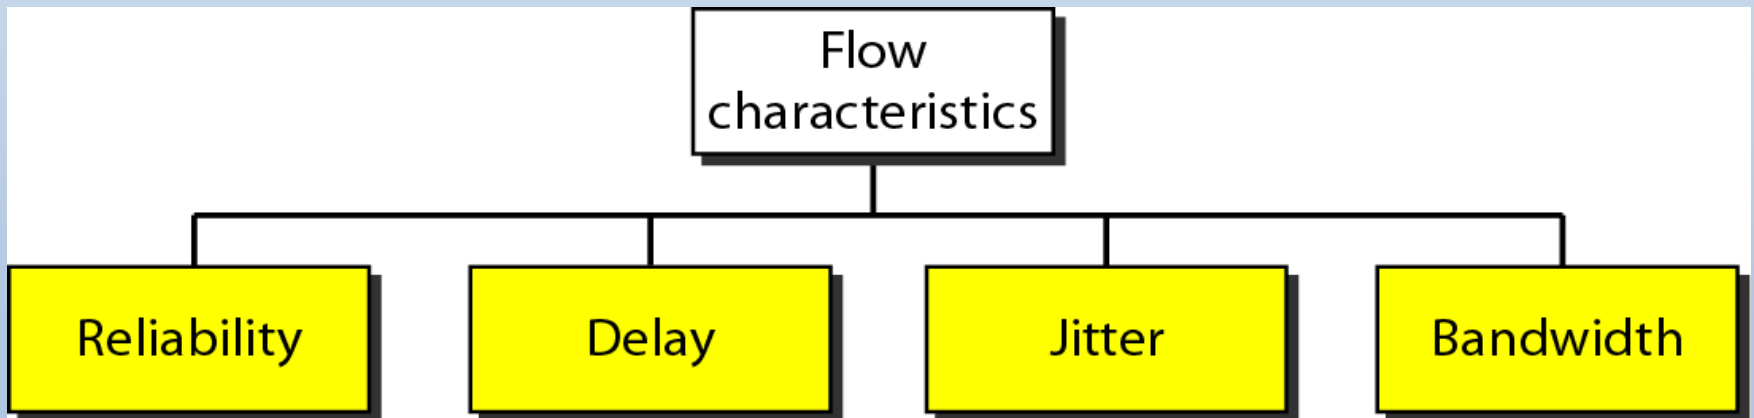 Flow
characteristics
Reliability
Delay
Jitter
Bandwidth